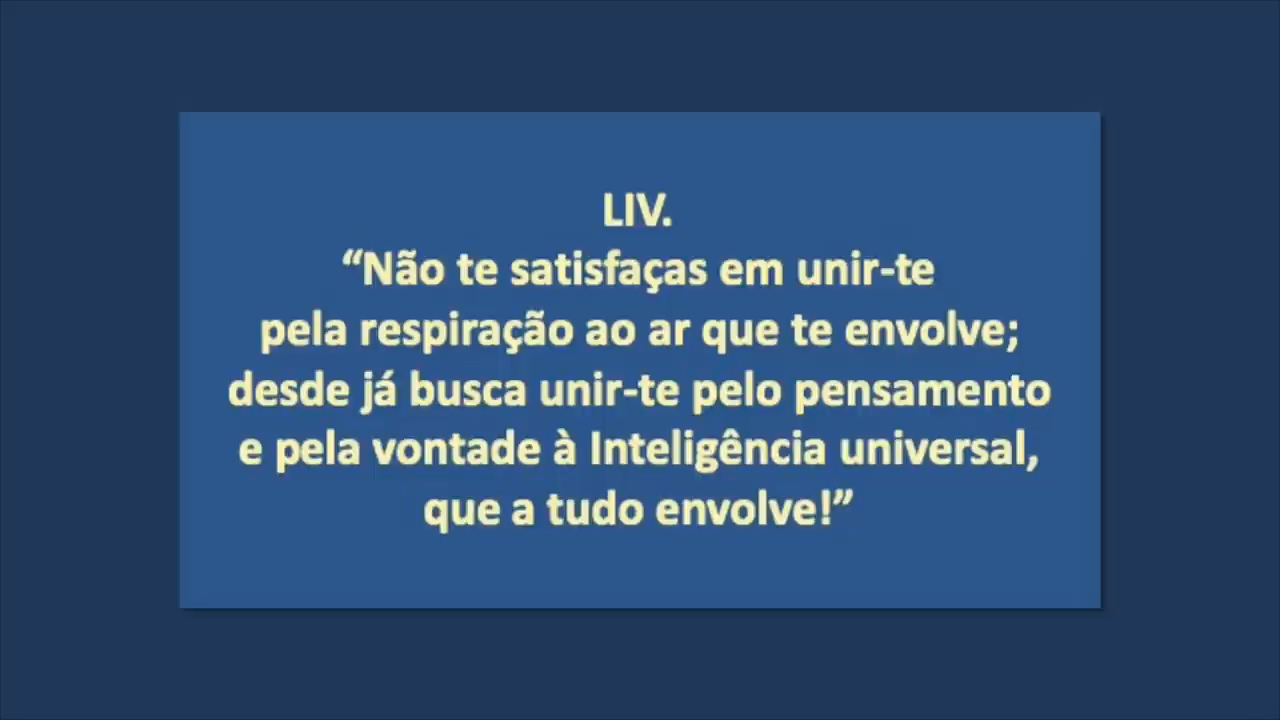 LIV.
“Não te satisfaças em unir-te
pela respiração ao ar que te envolve;
desde já busca unir-te pelo pensamento
e pela vontade à Inteligência universal,
que a tudo envolve!”